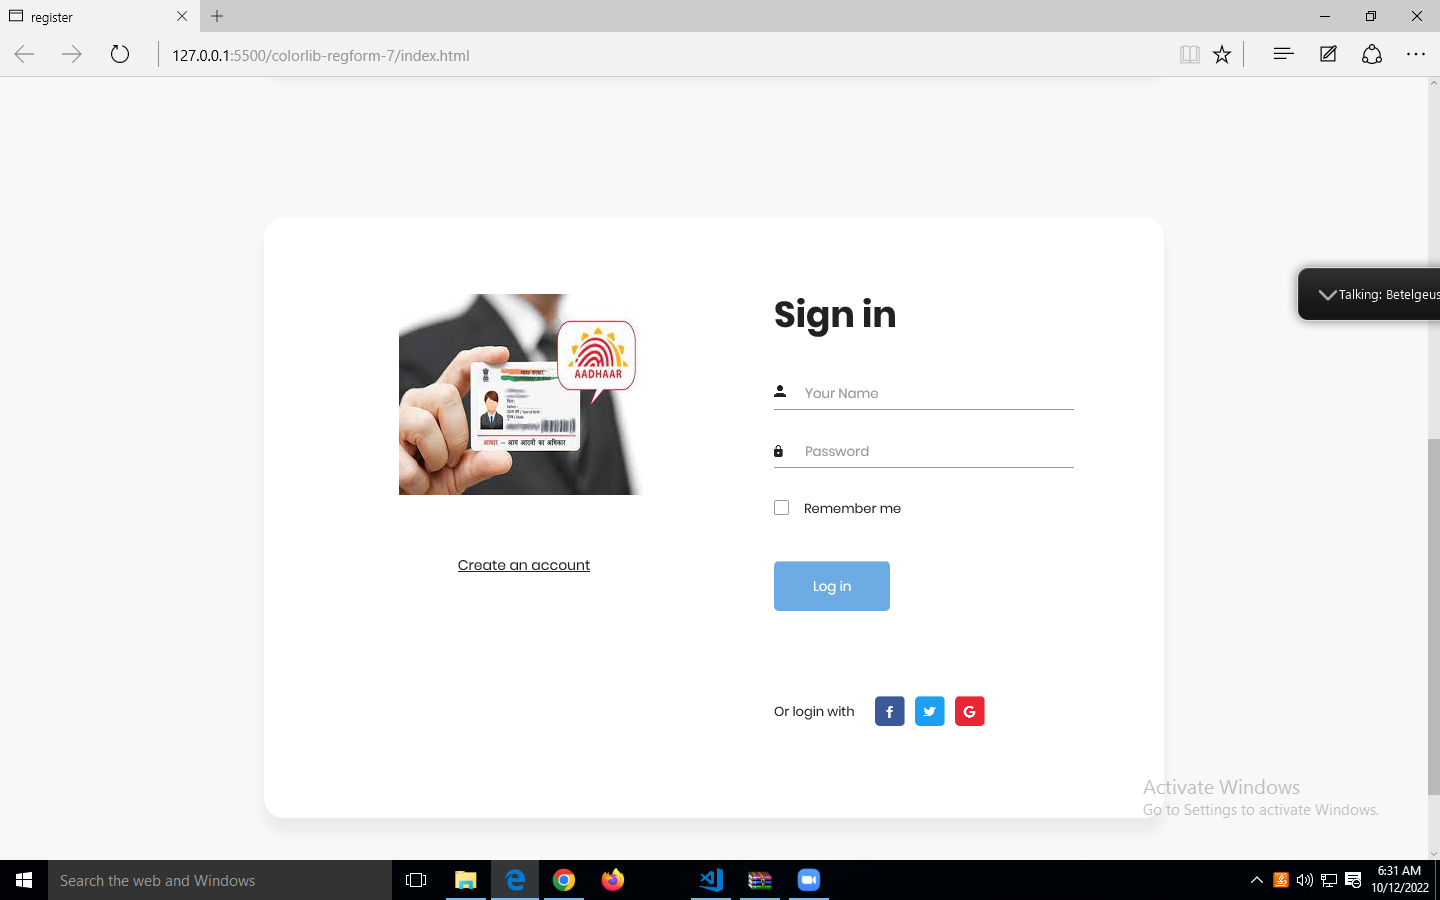 register
127.0.0.1:5500/colorlib-regform-7/index.html
Talking: Betelgeus
Sign in
AADHAAR
भारत सरकार
आधार – आम आदमी का अधिकार
Your Name
Password
Remember me
Create an account
Log in
Or login with
Activate Windows
Go to Settings to activate Windows.
Search the web and Windows
6:31 AM
10/12/2022